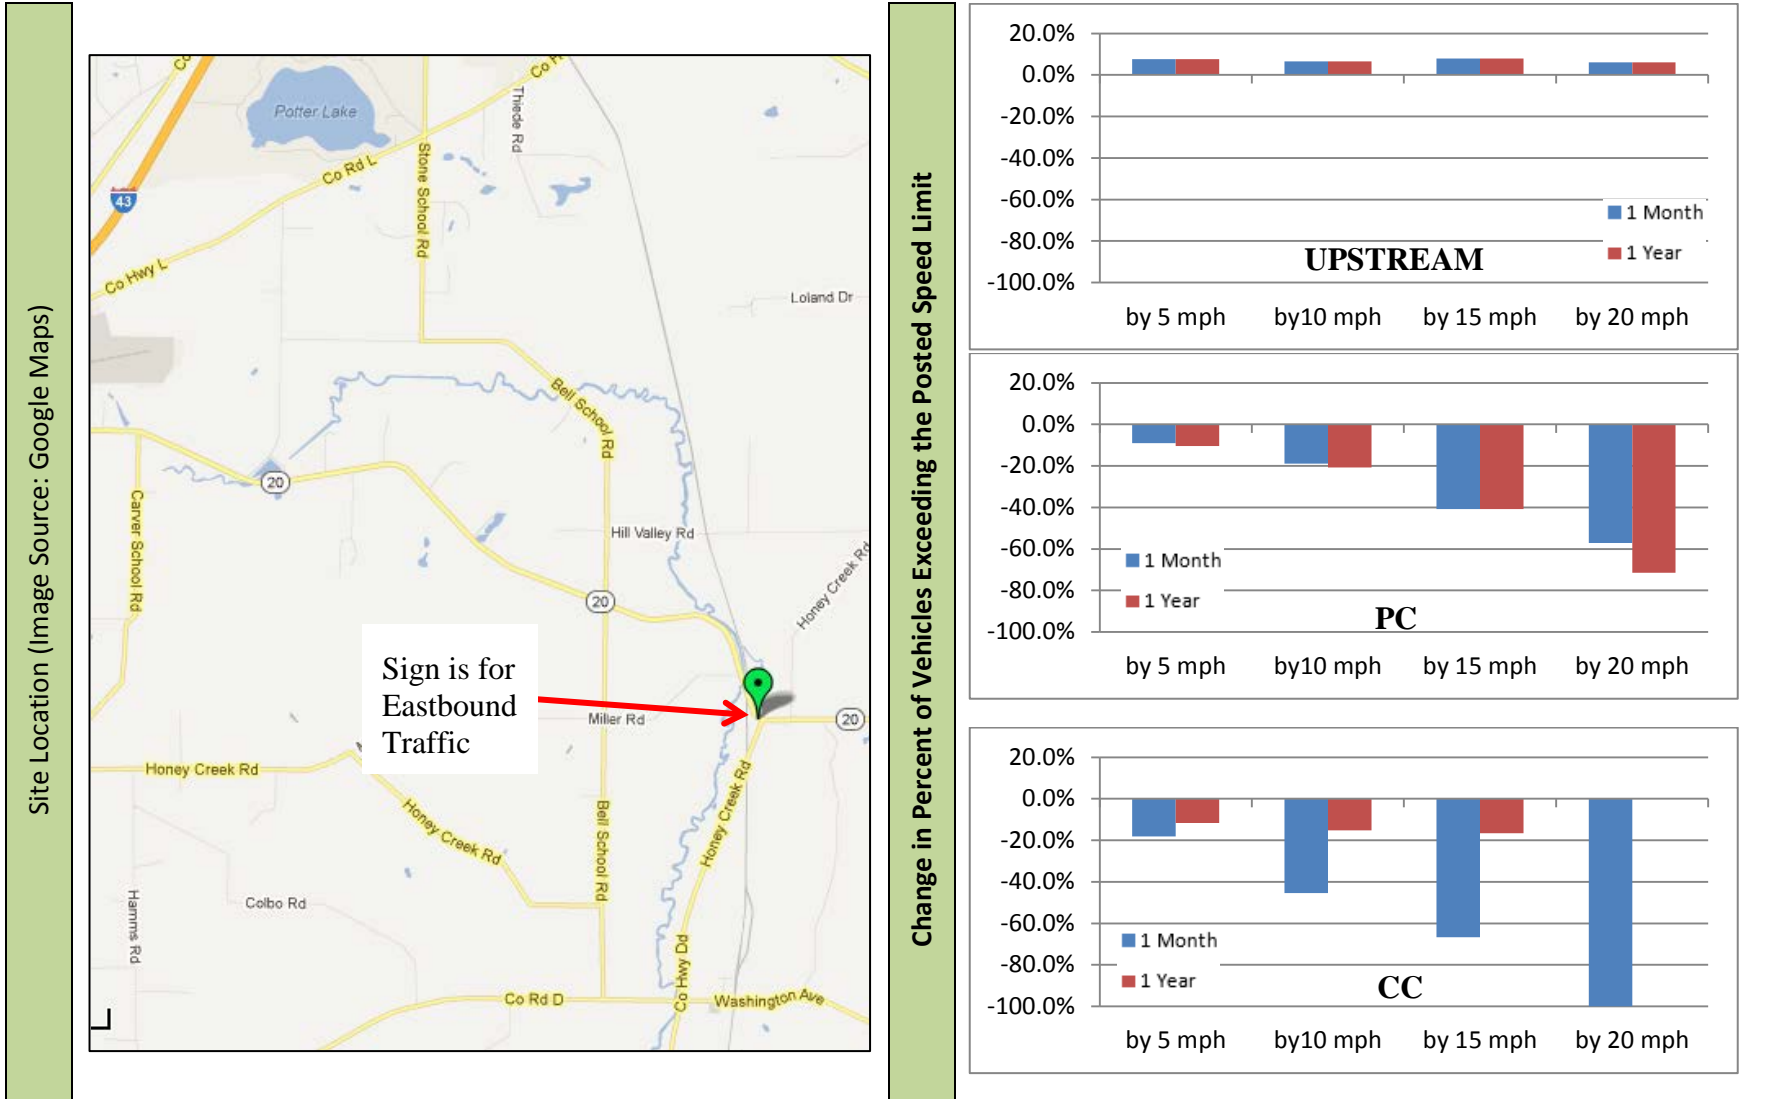 Site Location (Image Source: Google Maps)
Co
Co H
Potter Lake
Thiede Rd
Co Rd L
Stone School Rd
43
Co Hwy L
Loland Dr
Bell School Rd
20
Carver School Rd
Hill Valley Rd
Honey Creek Rd
20
Sign is for
Eastbound
Traffic
Miller Rd
20
Honey Creek Rd
Honey Creek Rd
Honey Creek Rd
Bell School Rd
Hamms Rd
Colbo Rd
Co Hwy Dd
Co Rd D
Washington Ave
Change in Percent of Vehicles Exceeding the Posted Speed Limit
20.0%
0.0%
-20.0%
-40.0%
-60.0%
-80.0%
-100.0%
1 Month
1 Year
UPSTREAM
by 5 mph by10 mph by 15 mph by 20 mph
20.0%
0.0%
-20.0%
-40.0%
-60.0%
-80.0%
-100.0%
1 Month
1 Year
PC
by 5 mph by10 mph by 15 mph by 20 mph
20.0%
0.0%
-20.0%
-40.0%
-60.0%
-80.0%
-100.0%
1 Month
1 Year
CC
by 5 mph by10 mph by 15 mph by 20 mph